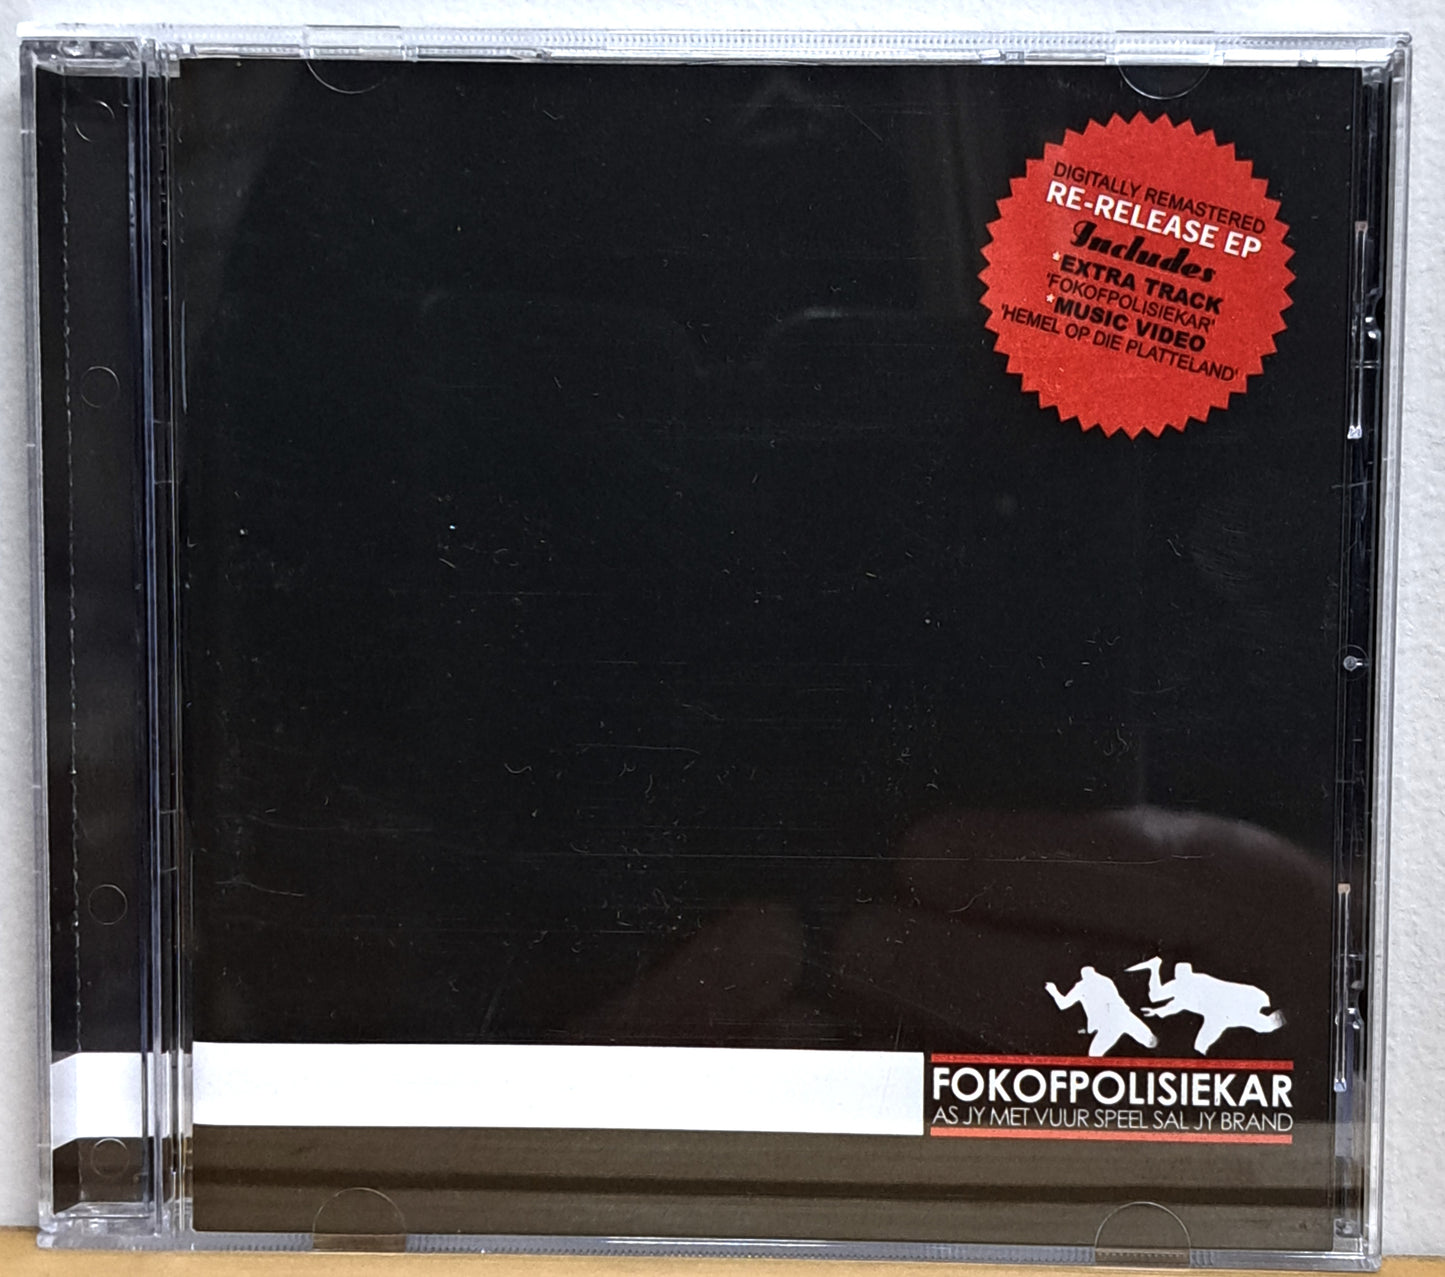 DIGITALLY REMASTERED
RE-RELEASE EP
Includes
*EXTRA TRACK
'FOKOFPOLISIEKAR'
*MUSIC VIDEO
'HEMEL OP DIE PLATTELAND'
FOKOFPOLISIEKAR
AS JY MET VUUR SPEEL SAL JY BRAND